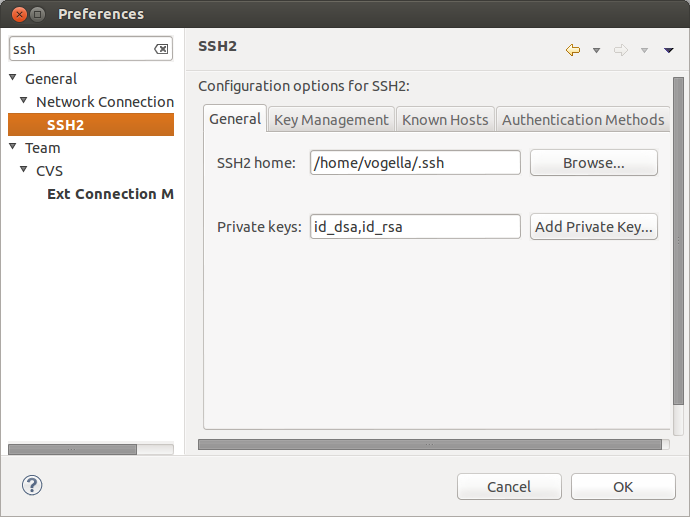 Preferences
ssh
General
Network Connection
SSH2
Team
CVS
Ext Connection M
SSH2
Configuration options for SSH2:
General Key Management Known Hosts Authentication Methods
SSH2 home: /home/vogella/.ssh Browse...
Private keys: id_dsa,id_rsa Add Private Key...
? Cancel OK